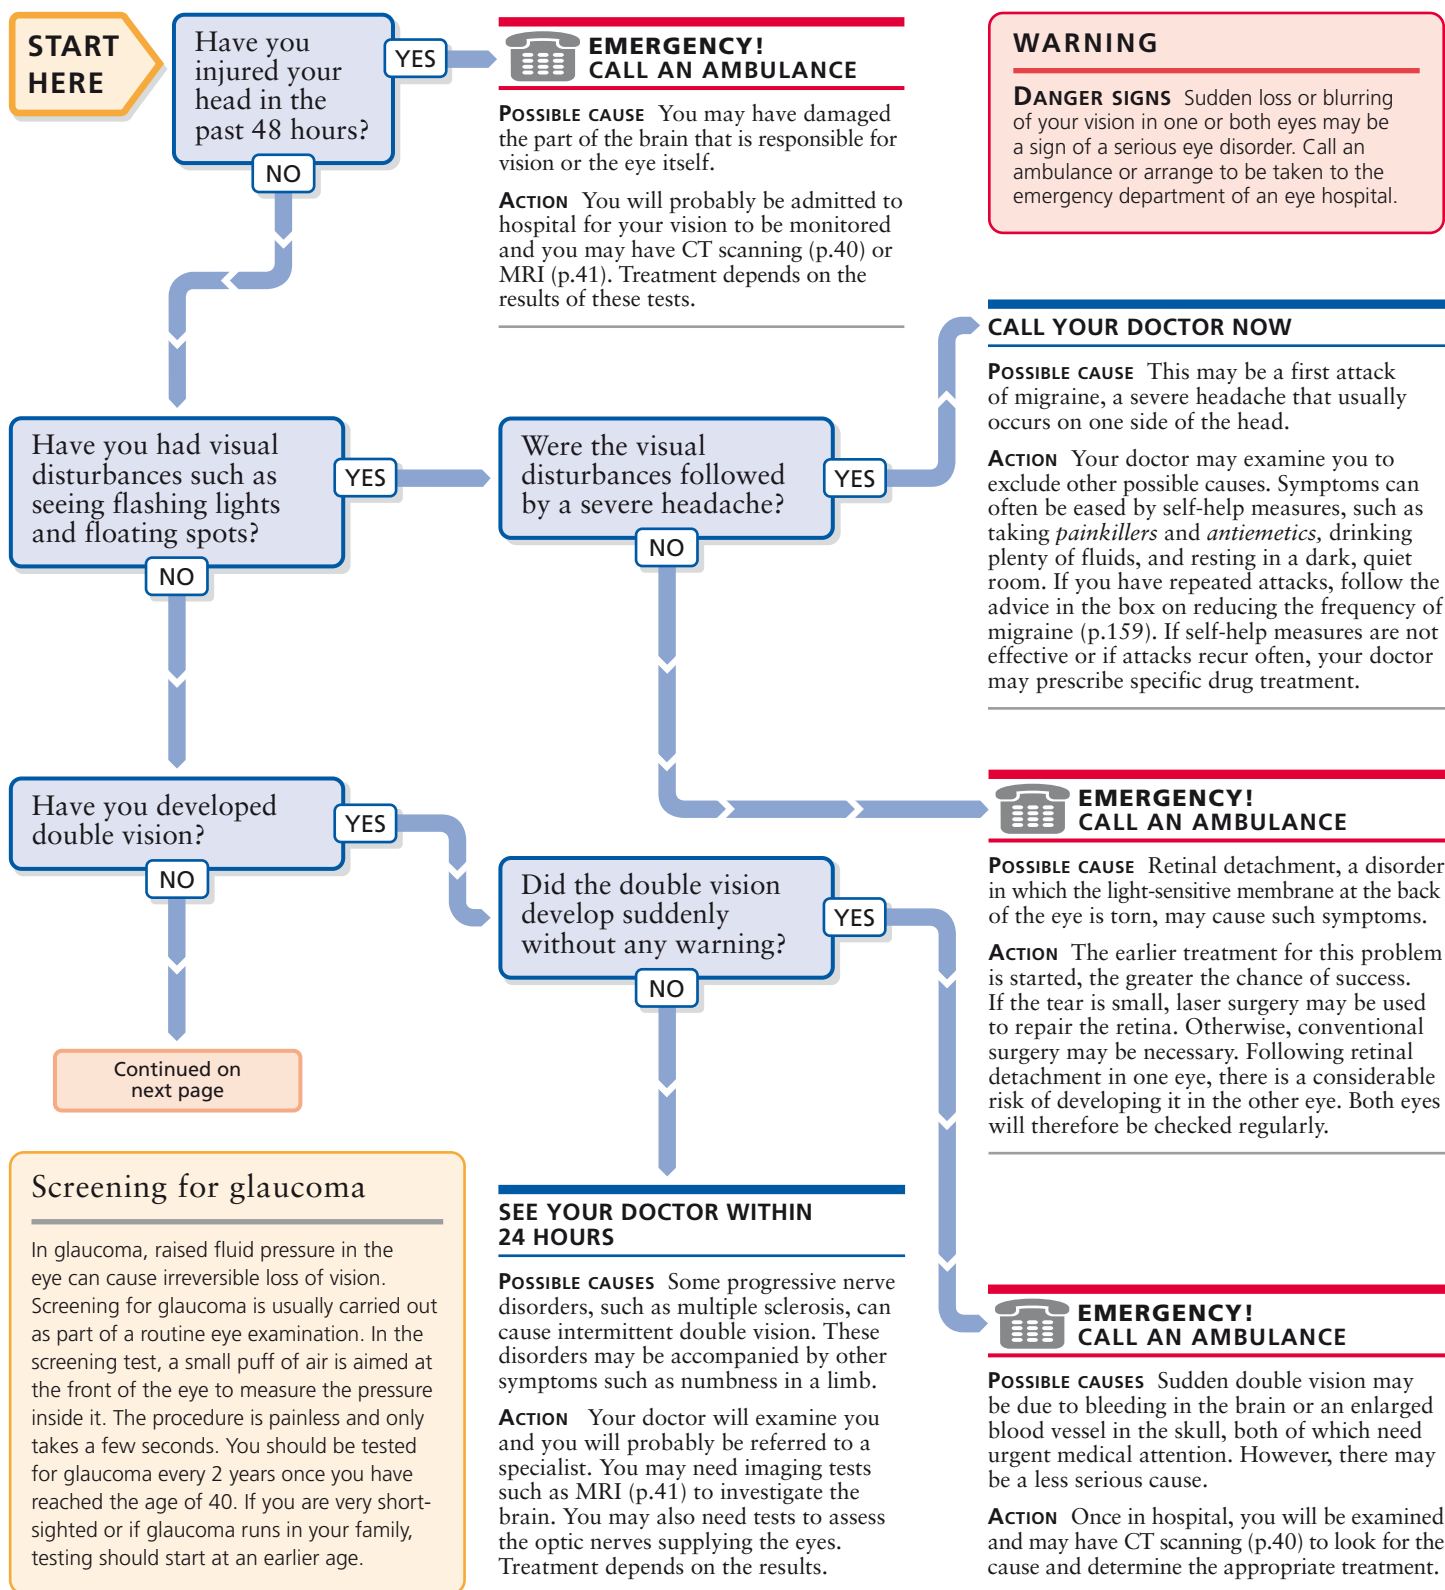 START
HERE
Have you
injured your
head in the
past 48 hours?
YES
NO
EMERGENCY!
CALL AN AMBULANCE
POSSIBLE CAUSE You may have damaged
the part of the brain that is responsible for
vision or the eye itself.
ACTION You will probably be admitted to
hospital for your vision to be monitored
and you may have CT scanning (p.40) or
MRI (p.41). Treatment depends on the
results of these tests.
WARNING
DANGER SIGNS Sudden loss or blurring
of your vision in one or both eyes may be
a sign of a serious eye disorder. Call an
ambulance or arrange to be taken to the
emergency department of an eye hospital.
Have you had visual
disturbances such as
seeing flashing lights
and floating spots?
YES
NO
Were the visual
disturbances followed
by a severe headache?
YES
NO
CALL YOUR DOCTOR NOW
POSSIBLE CAUSE This may be a first attack
of migraine, a severe headache that usually
occurs on one side of the head.
ACTION Your doctor may examine you to
exclude other possible causes. Symptoms can
often be eased by self-help measures, such as
taking painkillers and antiemetics, drinking
plenty of fluids, and resting in a dark, quiet
room. If you have repeated attacks, follow the
advice in the box on reducing the frequency of
migraine (p.159). If self-help measures are not
effective or if attacks recur often, your doctor
may prescribe specific drug treatment.
Have you developed
double vision?
YES
NO
Did the double vision
develop suddenly
without any warning?
YES
NO
EMERGENCY!
CALL AN AMBULANCE
POSSIBLE CAUSE Retinal detachment, a disorder
in which the light-sensitive membrane at the back
of the eye is torn, may cause such symptoms.
ACTION The earlier treatment for this problem
is started, the greater the chance of success.
If the tear is small, laser surgery may be used
to repair the retina. Otherwise, conventional
surgery may be necessary. Following retinal
detachment in one eye, there is a considerable
risk of developing it in the other eye. Both eyes
will therefore be checked regularly.
Continued on
next page
Screening for glaucoma
In glaucoma, raised fluid pressure in the
eye can cause irreversible loss of vision.
Screening for glaucoma is usually carried out
as part of a routine eye examination. In the
screening test, a small puff of air is aimed at
the front of the eye to measure the pressure
inside it. The procedure is painless and only
takes a few seconds. You should be tested
for glaucoma every 2 years once you have
reached the age of 40. If you are very short-
sighted or if glaucoma runs in your family,
testing should start at an earlier age.
SEE YOUR DOCTOR WITHIN
24 HOURS
POSSIBLE CAUSES Some progressive nerve
disorders, such as multiple sclerosis, can
cause intermittent double vision. These
disorders may be accompanied by other
symptoms such as numbness in a limb.
ACTION Your doctor will examine you
and you will probably be referred to a
specialist. You may need imaging tests
such as MRI (p.41) to investigate the
brain. You may also need tests to assess
the optic nerves supplying the eyes.
Treatment depends on the results.
EMERGENCY!
CALL AN AMBULANCE
POSSIBLE CAUSES Sudden double vision may
be due to bleeding in the brain or an enlarged
blood vessel in the skull, both of which need
urgent medical attention. However, there may
be a less serious cause.
ACTION Once in hospital, you will be examined
and may have CT scanning (p.40) to look for the
cause and determine the appropriate treatment.